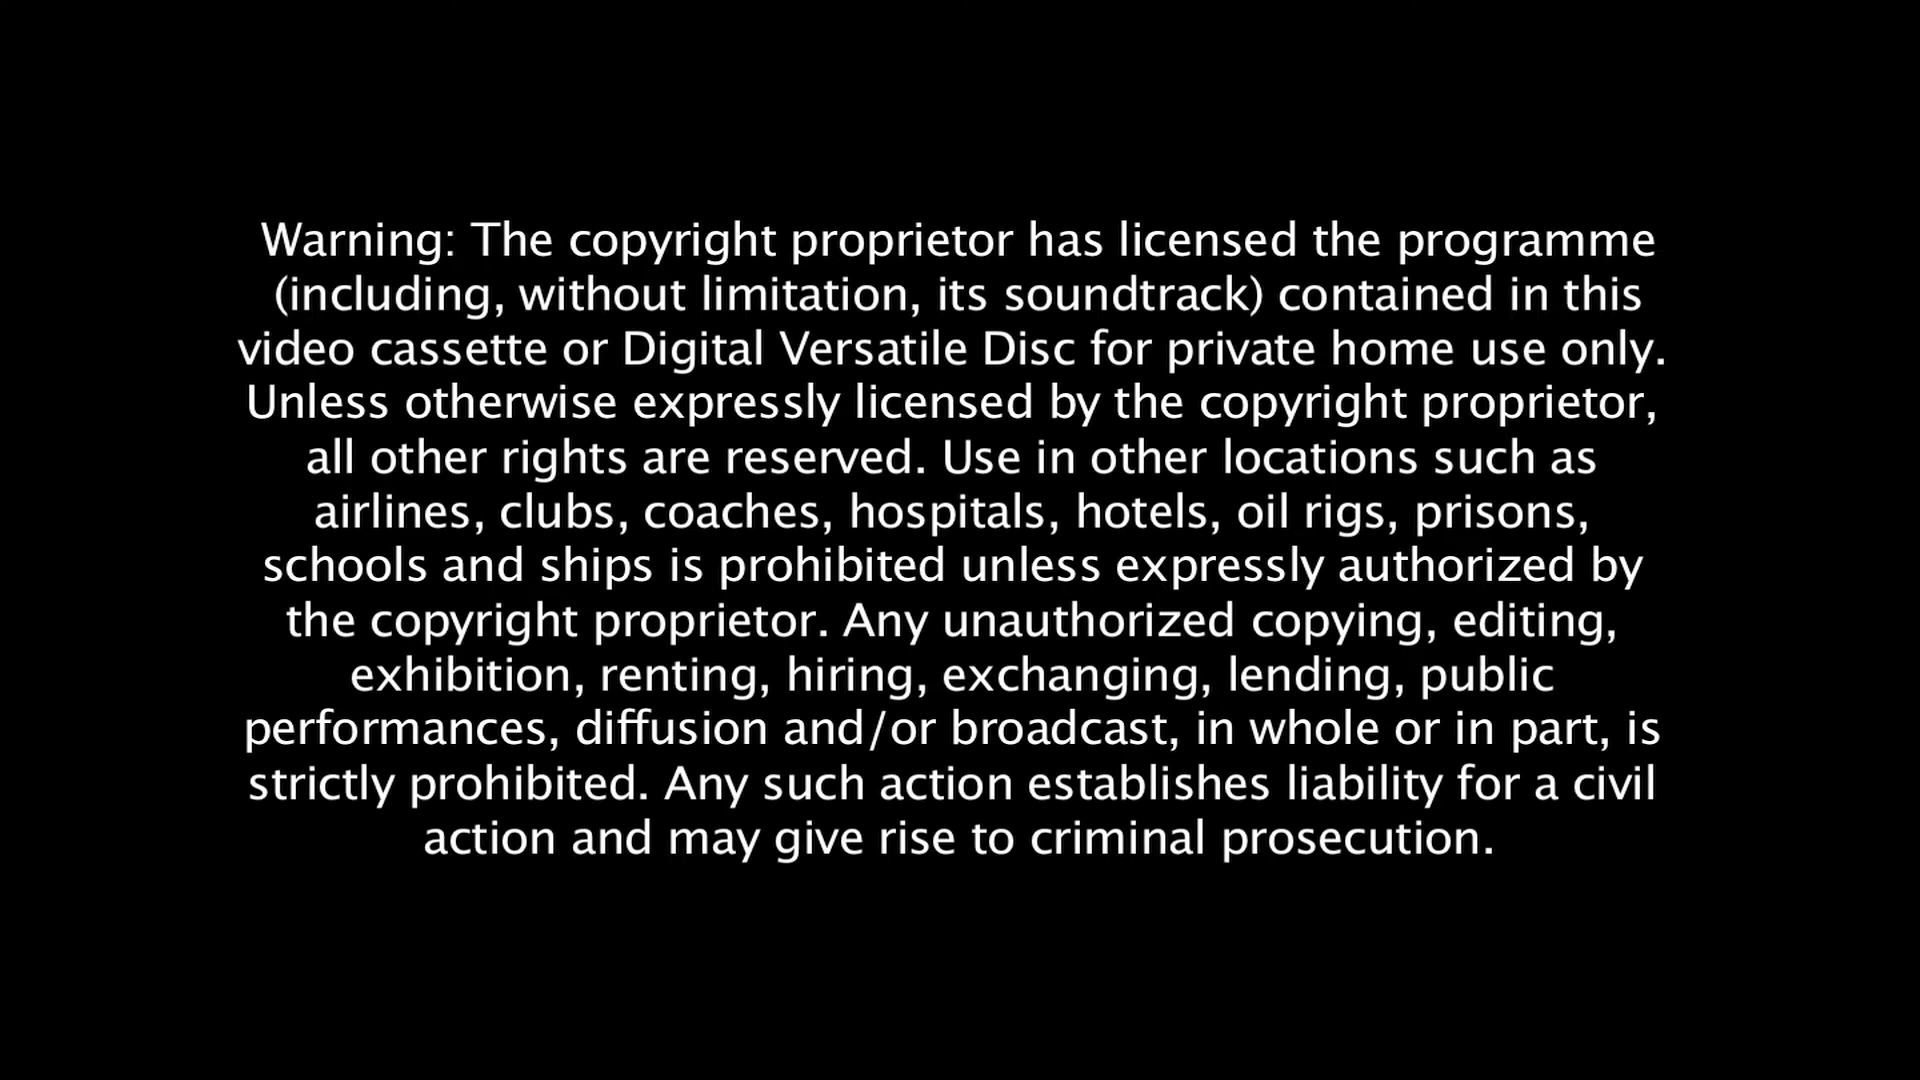 Warning: The copyright proprietor has licensed the programme
(including, without limitation, its soundtrack) contained in this
video cassette or Digital Versatile Disc for private home use only.
Unless otherwise expressly licensed by the copyright proprietor,
all other rights are reserved. Use in other locations such as
airlines, clubs, coaches, hospitals, hotels, oil rigs, prisons,
schools and ships is prohibited unless expressly authorized by
the copyright proprietor. Any unauthorized copying, editing,
exhibition, renting, hiring, exchanging, lending, public
performances, diffusion and/or broadcast, in whole or in part, is
strictly prohibited. Any such action establishes liability for a civil
action and may give rise to criminal prosecution.